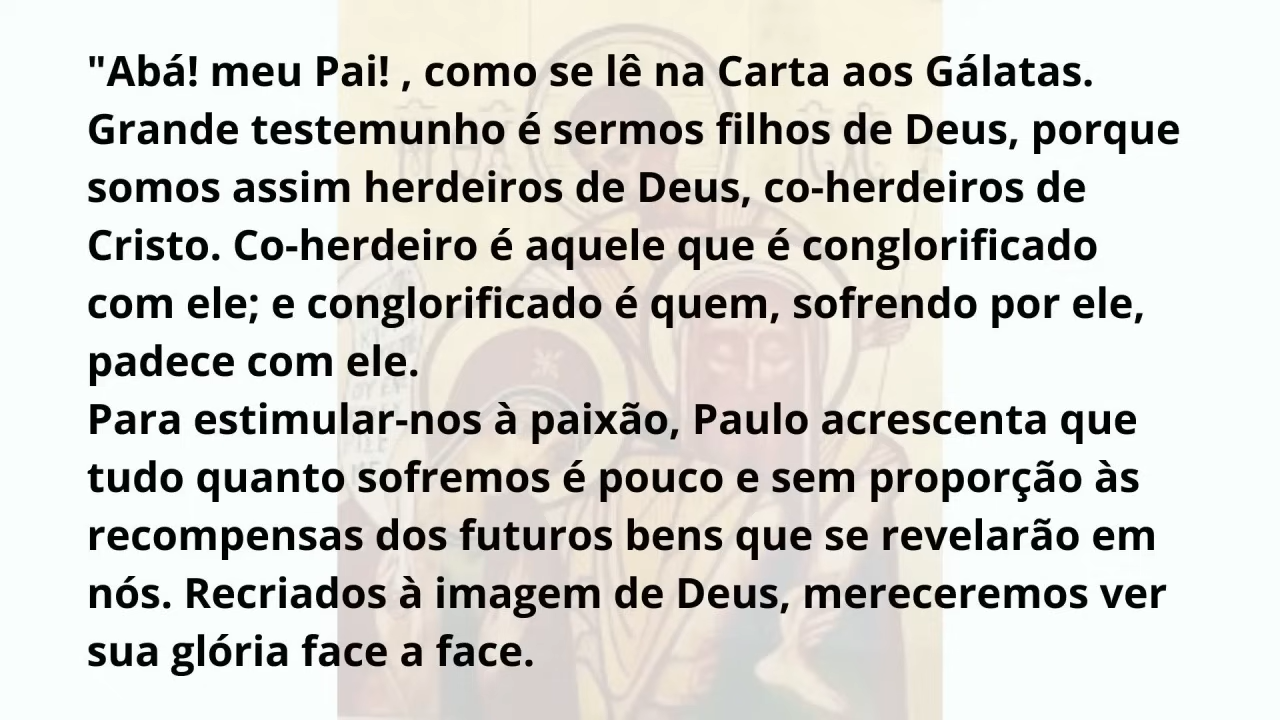 "Abá! meu Pai! , como se lê na Carta aos Gálatas.
Grande testemunho é sermos filhos de Deus, porque
somos assim herdeiros de Deus, co-herdeiros de
Cristo. Co-herdeiro é aquele que é conglorificado
com ele; e conglorificado é quem, sofrendo por ele,
padece com ele.
Para estimular-nos à paixão, Paulo acrescenta que
tudo quanto sofremos é pouco e sem proporção às
recompensas dos futuros bens que se revelarão em
nós. Recriados à imagem de Deus, mereceremos ver
sua glória face a face.